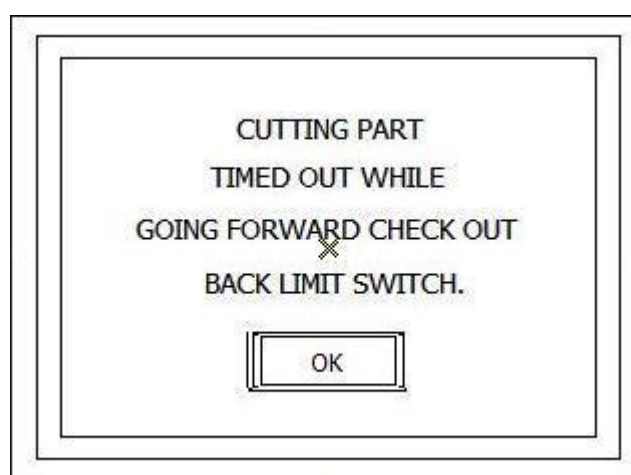 CUTTING PART
TIMED OUT WHILE
GOING FORWARD CHECK OUT
BACK LIMIT SWITCH.
OK